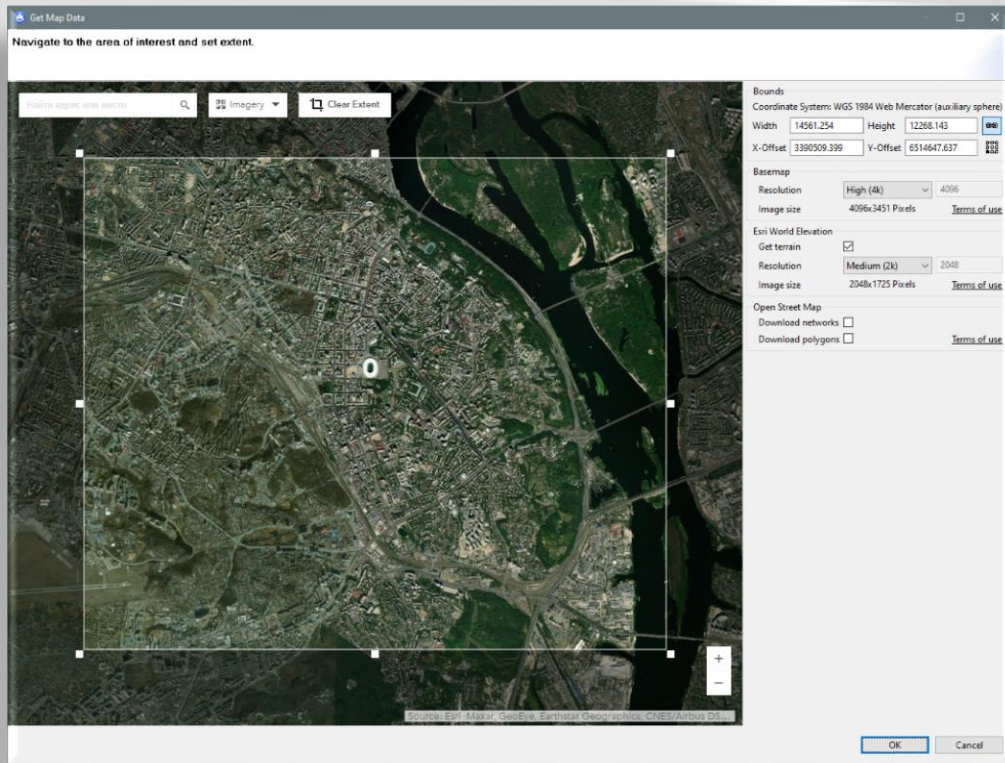 Get Map Data
Navigate to the area of interest and set extent.
Найти адрес или место
Imagery
Clear Extent
Source: Esri, Maxar, GeoEye, Earthstar Geographics, CNES/Airbus DS...
+
−
Bounds
Coordinate System: WGS 1984 Web Mercator (auxiliary sphere)
Width 14561.254 Height 12268.143
X-Offset 3390509.399 Y-Offset 6514647.637
Basemap
Resolution High (4k) 4096
Image size 4096x3451 Pixels Terms of use
Esri World Elevation
Get terrain
Resolution Medium (2k) 2048
Image size 2048x1725 Pixels Terms of use
Open Street Map
Download networks
Download polygons Terms of use
OK Cancel